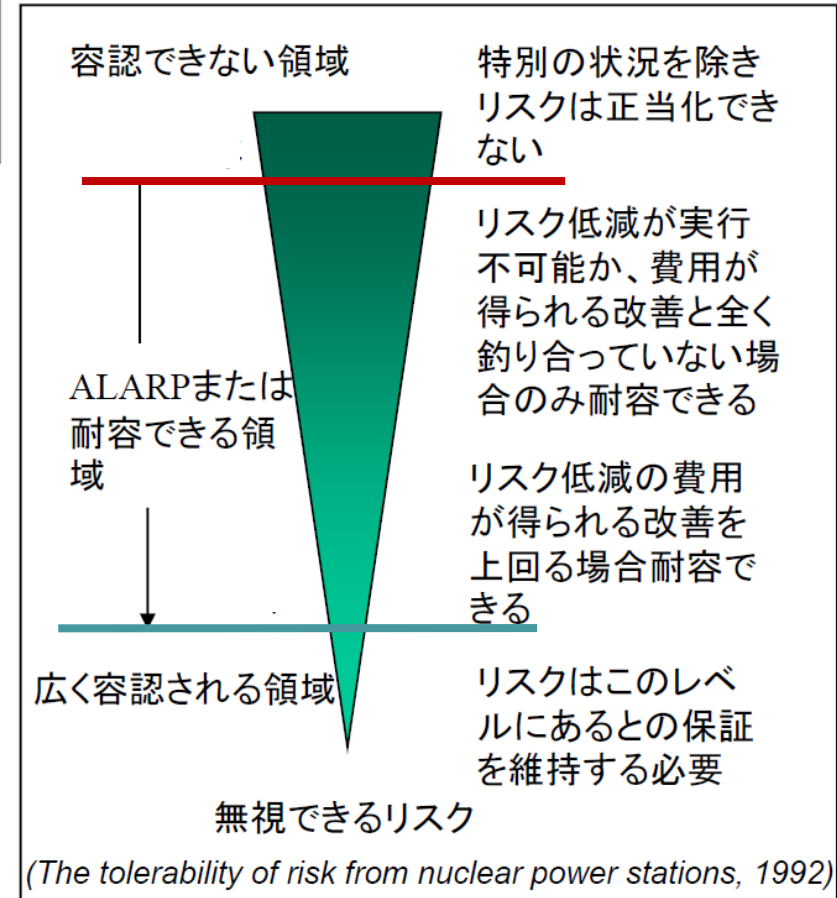 容認できない領域
特別の状況を除き
リスクは正当化でき
ない
リスク低減が実行
不可能か、費用が
得られる改善と全く
釣り合っていない場
合のみ耐容できる
ALARPまたは
耐容できる領
域
リスク低減の費用
が得られる改善を
上回る場合耐容で
きる
広く容認される領域
リスクはこのレベ
ルにあるとの保証
を維持する必要
無視できるリスク
(The tolerability of risk from nuclear power stations, 1992)